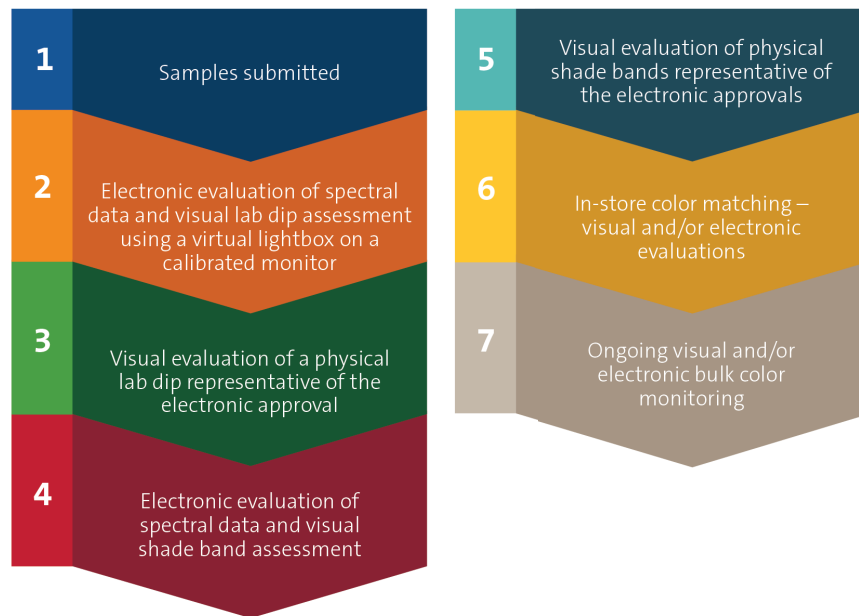 1
Samples submitted
2
Electronic evaluation of spectral
data and visual lab dip assessment
using a virtual lightbox on a
calibrated monitor
3
Visual evaluation of a physical
lab dip representative of the
electronic approval
4
Electronic evaluation of
spectral data and visual
shade band assessment
5
Visual evaluation of physical
shade bands representative of
the electronic approvals
6
In-store color matching –
visual and/or electronic
evaluations
7
Ongoing visual and/or
electronic bulk color
monitoring